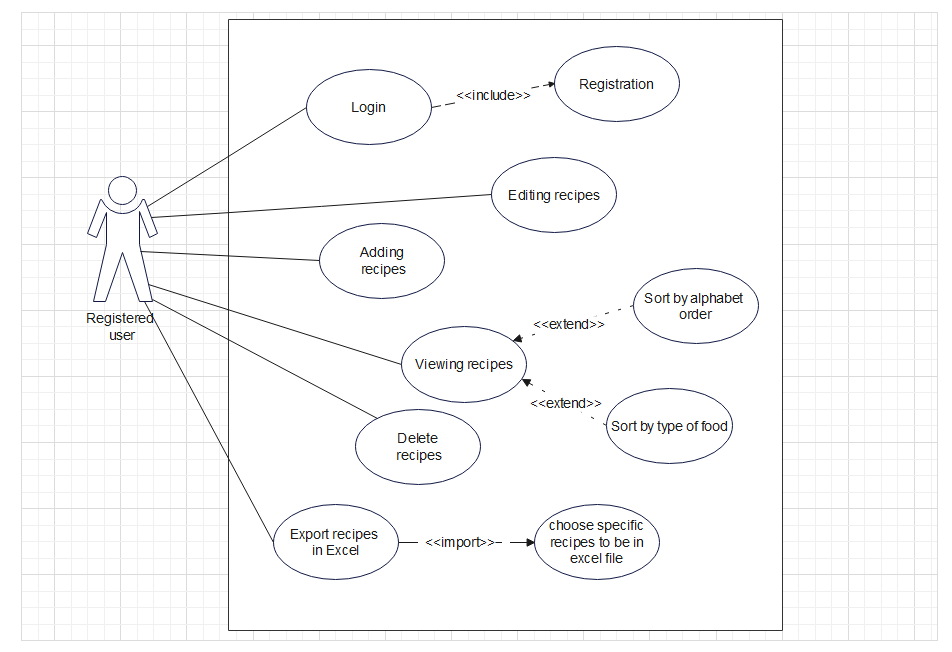 Registration
<<include>>
Login
Editing recipes
Adding
recipes
Sort by alphabet
order
Registered
user
<<extend>>
Viewing recipes
<<extend>>
Sort by type of food
Delete
recipes
choose specific
recipes to be in
excel file
Export recipes
in Excel
<<import>>